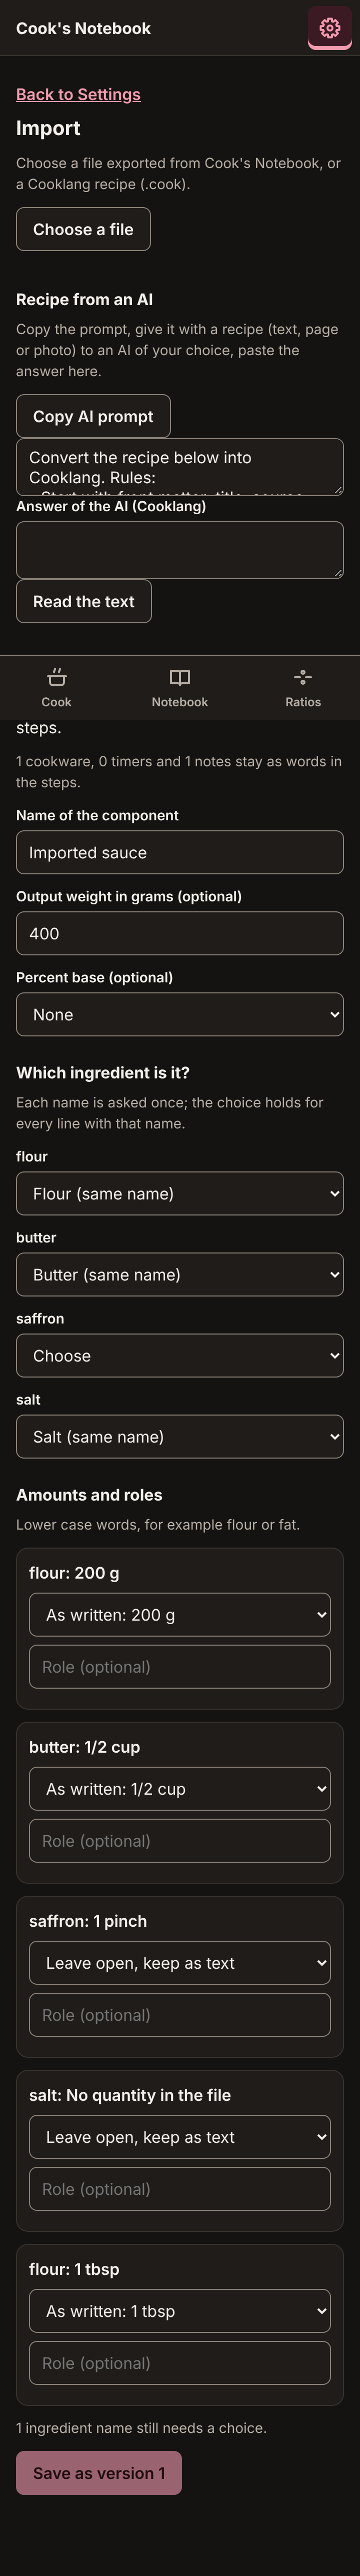 Cook's Notebook
Back to Settings
Import
Choose a file exported from Cook's Notebook, or
a Cooklang recipe (.cook).
Choose a file
Recipe from an AI
Copy the prompt, give it with a recipe (text, page
or photo) to an AI of your choice, paste the
answer here.
Copy AI prompt
Convert the recipe below into
Cooklang. Rules:
- Start with front matter: title, source
Answer of the AI (Cooklang)
Read the text
Cook
Notebook
Ratios
steps.
1 cookware, 0 timers and 1 notes stay as words in
the steps.
Name of the component
Imported sauce
Output weight in grams (optional)
400
Percent base (optional)
None
Which ingredient is it?
Each name is asked once; the choice holds for
every line with that name.
flour
Flour (same name)
butter
Butter (same name)
saffron
Choose
salt
Salt (same name)
Amounts and roles
Lower case words, for example flour or fat.
flour: 200 g
As written: 200 g
Role (optional)
butter: 1/2 cup
As written: 1/2 cup
Role (optional)
saffron: 1 pinch
Leave open, keep as text
Role (optional)
salt: No quantity in the file
Leave open, keep as text
Role (optional)
flour: 1 tbsp
As written: 1 tbsp
Role (optional)
1 ingredient name still needs a choice.
Save as version 1